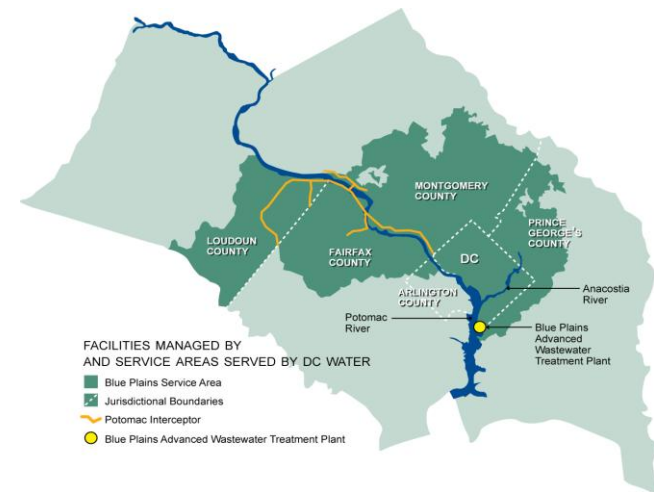 MONTGOMERY
COUNTY
PRINCE
GEORGE'S
COUNTY
LOUDOUN
COUNTY
FAIRFAX
COUNTY
DC
ARLINGTON
COUNTY
Anacostia
River
Potomac
River
Blue Plains
Advanced
Wastewater
Treatment Plant
FACILITIES MANAGED BY
AND SERVICE AREAS SERVED BY DC WATER
Blue Plains Service Area
Jurisdictional Boundaries
Potomac Interceptor
Blue Plains Advanced Wastewater Treatment Plant